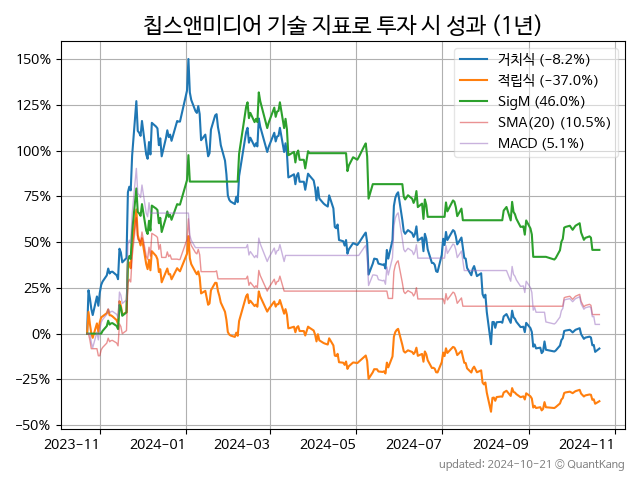 칩스앤미디어 기술 지표로 투자 시 성과 (1년)
150%
125%
100%
75%
50%
25%
0%
−25%
−50%
거치식 (−8.2%)
적립식 (−37.0%)
SigM (46.0%)
SMA(20) (10.5%)
MACD (5.1%)
2023−11 2024−01 2024−03 2024−05 2024−07 2024−09 2024−11
updated: 2024-10-21 © QuantKang